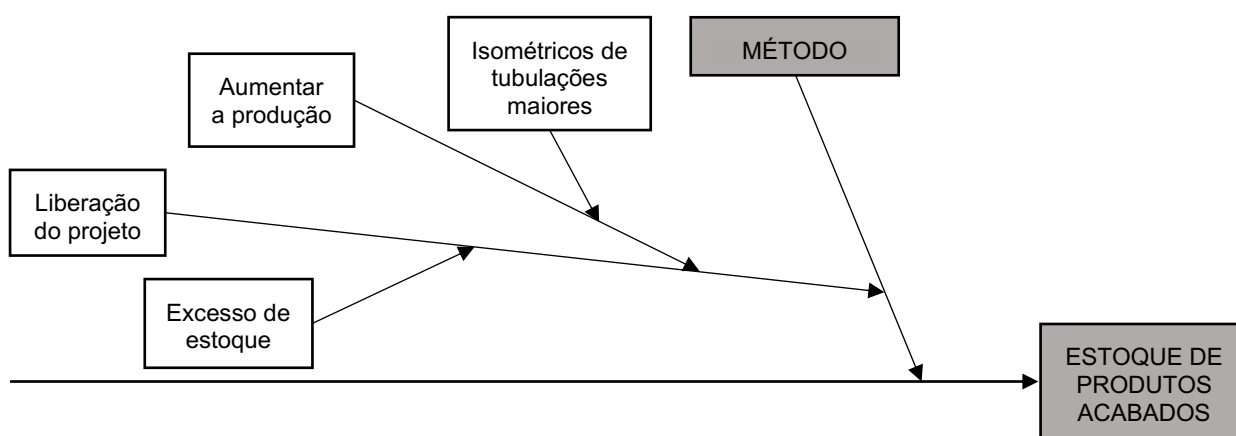 Isométricos de
tubulações
maiores
MÉTODO
Aumentar
a produção
Liberação
do projeto
Excesso de
estoque
ESTOQUE DE
PRODUTOS
ACABADOS